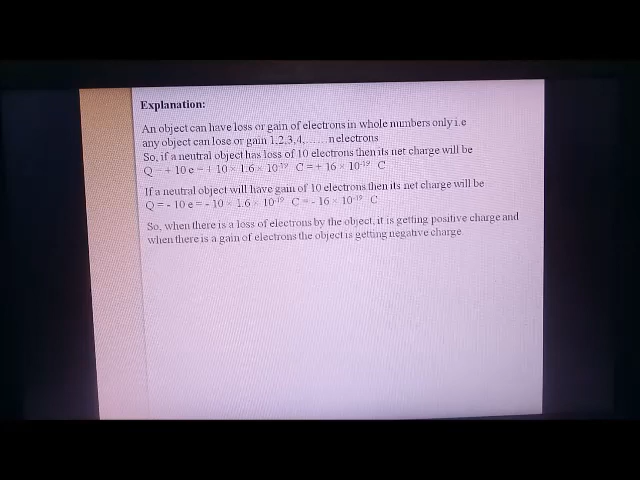 Explanation:
An object can have loss or gain of electrons in whole numbers only i.e
any object can lose or gain 1,2,3,4,…….n electrons
So, if a neutral object has loss of 10 electrons then its net charge will be
Q = + 10 e = + 10 × 1.6 × 10⁻¹⁹ C = + 16 × 10⁻¹⁹ C
If a neutral object will have gain of 10 electrons then its net charge will be
Q = - 10 e = - 10 × 1.6 × 10⁻¹⁹ C = - 16 × 10⁻¹⁹ C
So, when there is a loss of electrons by the object, it is getting positive charge and
when there is a gain of electrons the object is getting negative charge